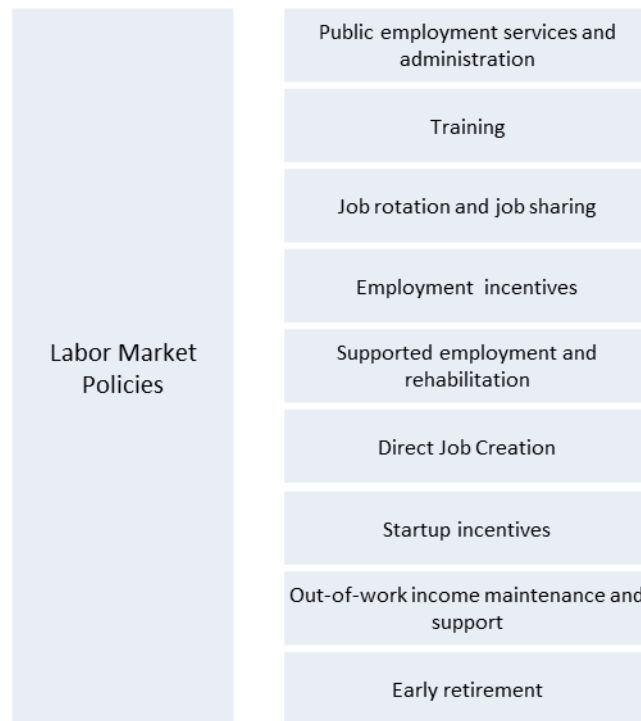 Labor Market
Policies
Public employment services and
administration
Training
Job rotation and job sharing
Employment incentives
Supported employment and
rehabilitation
Direct Job Creation
Startup incentives
Out-of-work income maintenance and
support
Early retirement